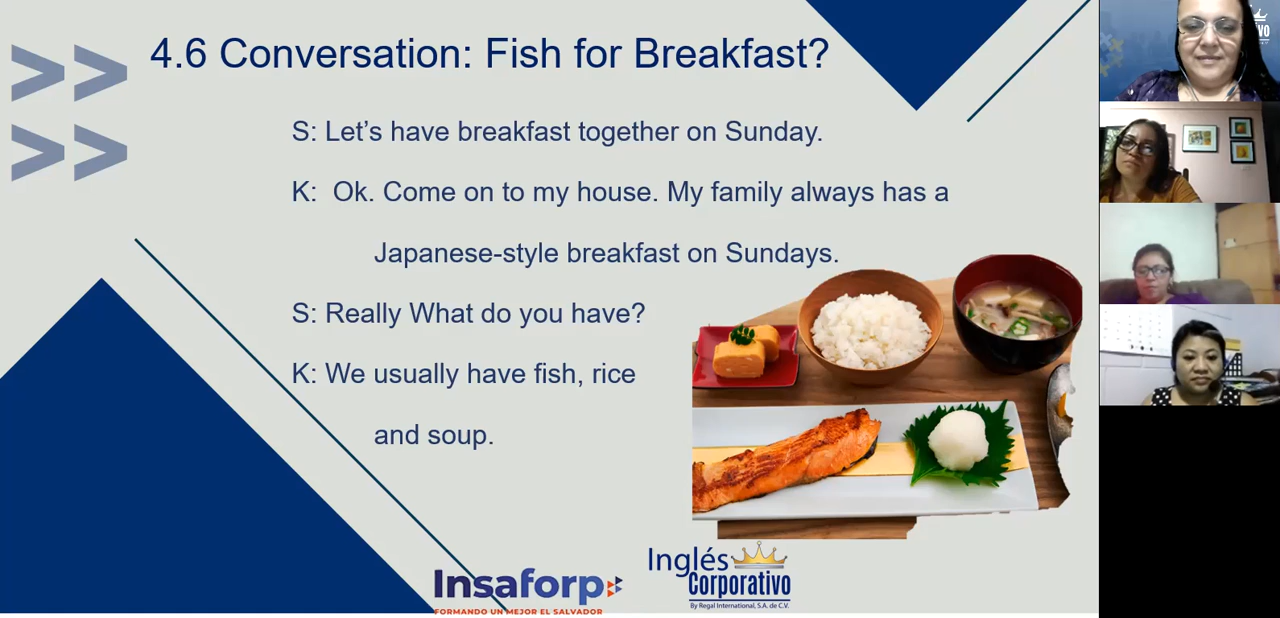 4.6 Conversation: Fish for Breakfast?
S: Let's have breakfast together on Sunday.
K: Ok. Come on to my house. My family always has a
Japanese-style breakfast on Sundays.
S: Really What do you have?
K: We usually have fish, rice
and soup.
Insaforp
FORMANDO UN MEJOR EL SALVADOR
Inglés
Corporativo
By Regal International, S.A. de C.V.